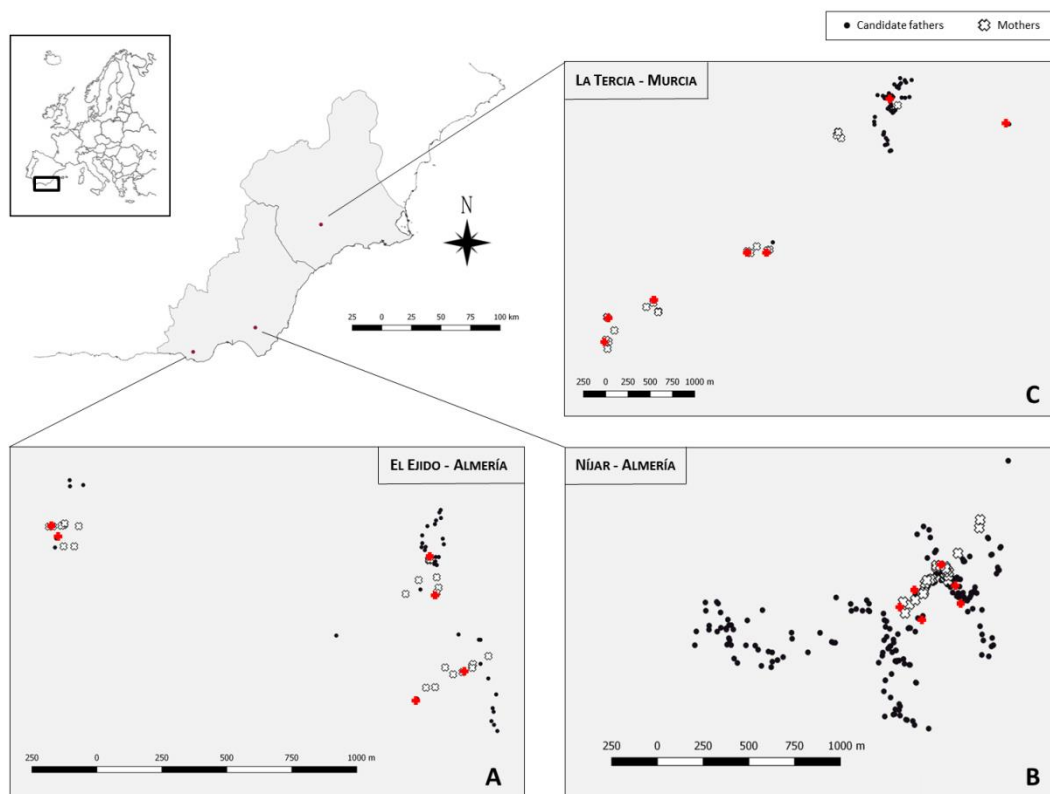 Candidate fathers Mothers
LA TERCIA - MURCIA
N
25 0 25 50 75 100 km
250 0 250 500 750 1000 m
C
EL EJIDO - ALMERÍA
NÍJAR - ALMERÍA
250 0 250 500 750 1000 m
A
250 0 250 500 750 1000 m
B